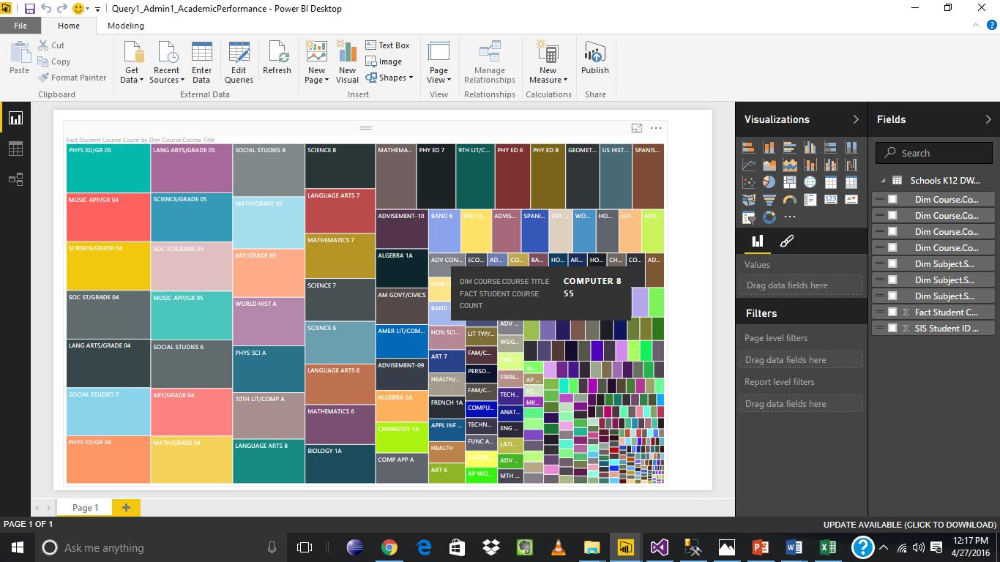 Query1_Admin1_AcademicPerformance - Power BI Desktop
File
Home
Modeling
Paste
Cut
Copy
Format Painter
Clipboard
Get Data
Recent Sources
Enter Data
Edit Queries
Refresh
External Data
New Page
New Visual
Text Box
Image
Shapes
Insert
Page View
View
Manage Relationships
Relationships
New Measure
Calculations
Publish
Share
Fact Student Course Count by Dim Course.Course Title
PHYS ED/GR 05
MUSIC APP/GR 04
SCIENCE/GRADE 04
SOC ST/GRADE 04
LANG ARTS/GRADE 04
SOCIAL STUDIES 7
PHYS ED/GR 04
LANG ARTS/GRADE 05
SCIENCE/GRADE 05
SOC ST/GRADE 05
MUSIC APP/GR 05
SOCIAL STUDIES 6
ART/GRADE 04
MATH/GRADE 04
SOCIAL STUDIES 8
MATH/GRADE 05
ART/GRADE 05
WORLD HIST A
PHYS SCI A
10TH LIT/COMP A
LANGUAGE ARTS 8
SCIENCE 8
LANGUAGE ARTS 7
MATHEMATICS 7
SCIENCE 7
SCIENCE 6
LANGUAGE ARTS 6
MATHEMATICS 6
BIOLOGY 1A
MATHEMA...
PHY ED 7
9TH LIT/C...
PHY ED 6
PHY ED 8
GEOMET...
US HIST...
SPANIS...
ADVISEMENT-10
ALGEBRA 1A
AM GOVT/CIVICS
AMER LIT/COM...
ADVISEMENT-09
ALGEBRA 2A
CHEMISTRY 1A
COMP APP A
BAND 6
ENG LI...
ADVIS...
SPANI...
PER ...
WO...
HO...
HO...
ADV...
ADV CON...
ECO...
AD...
CO...
BA...
HO...
AR...
HO...
CH...
CO...
AD...
HON SCI...
ART 7
HEALTH/...
FRENCH 1A
APPL INF ...
HEALTH
ART 6
LIT TYP/...
FAM/C...
PERSO...
FAM/C...
COMPU...
TECHN...
FUNC A...
AP WO...
ADV ...
WEIG...
CHO...
FREN...
TECH...
ANAT...
ENG ...
LATI...
ADV ...
MTH ...
AL...
AP ...
PO...
MK...
DIM COURSE.COURSE TITLE COMPUTER 8
FACT STUDENT COURSE COUNT 55
Visualizations
Values
Drag data fields here
Filters
Page level filters
Drag data fields here
Report level filters
Drag data fields here
Fields
Search
Schools K12 DW...
Dim Course.Co...
Dim Course.Co...
Dim Course.Co...
Dim Course.Co...
Dim Subject.S...
Dim Subject.S...
Dim Subject.S...
Fact Student C...
SIS Student ID ...
Page 1
PAGE 1 OF 1
UPDATE AVAILABLE (CLICK TO DOWNLOAD)
Ask me anything
12:17 PM
4/27/2016